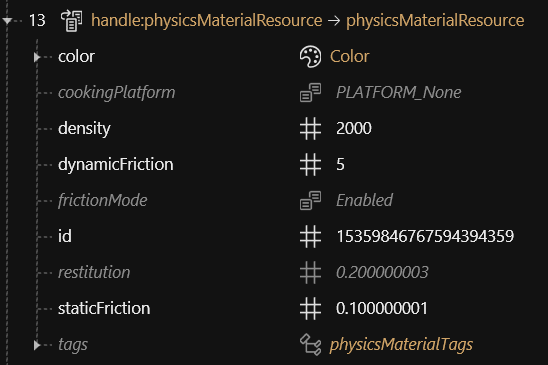 13 handle:physicsMaterialResource → physicsMaterialResource
color Color
cookingPlatform PLATFORM_None
density 2000
dynamicFriction 5
frictionMode Enabled
id 15359846767594394359
restitution 0.200000003
staticFriction 0.100000001
tags physicsMaterialTags